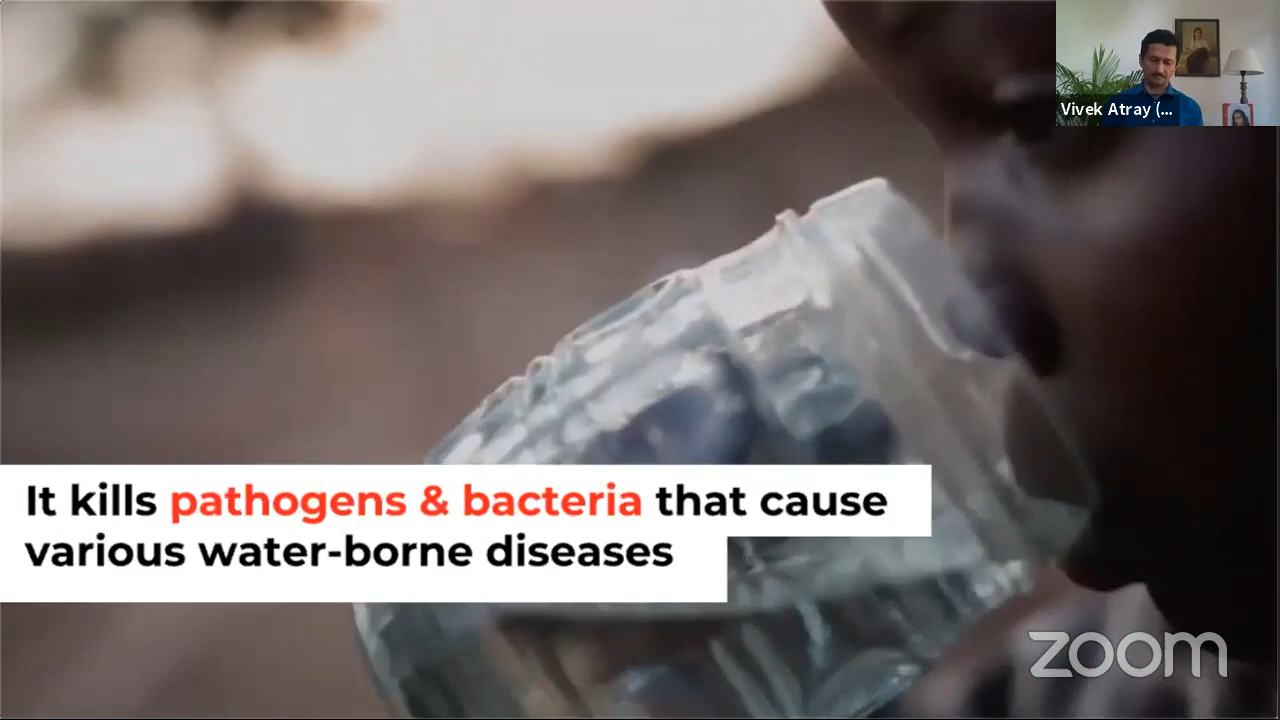 Vivek Atray (...
It kills pathogens & bacteria that cause
various water-borne diseases
zoom